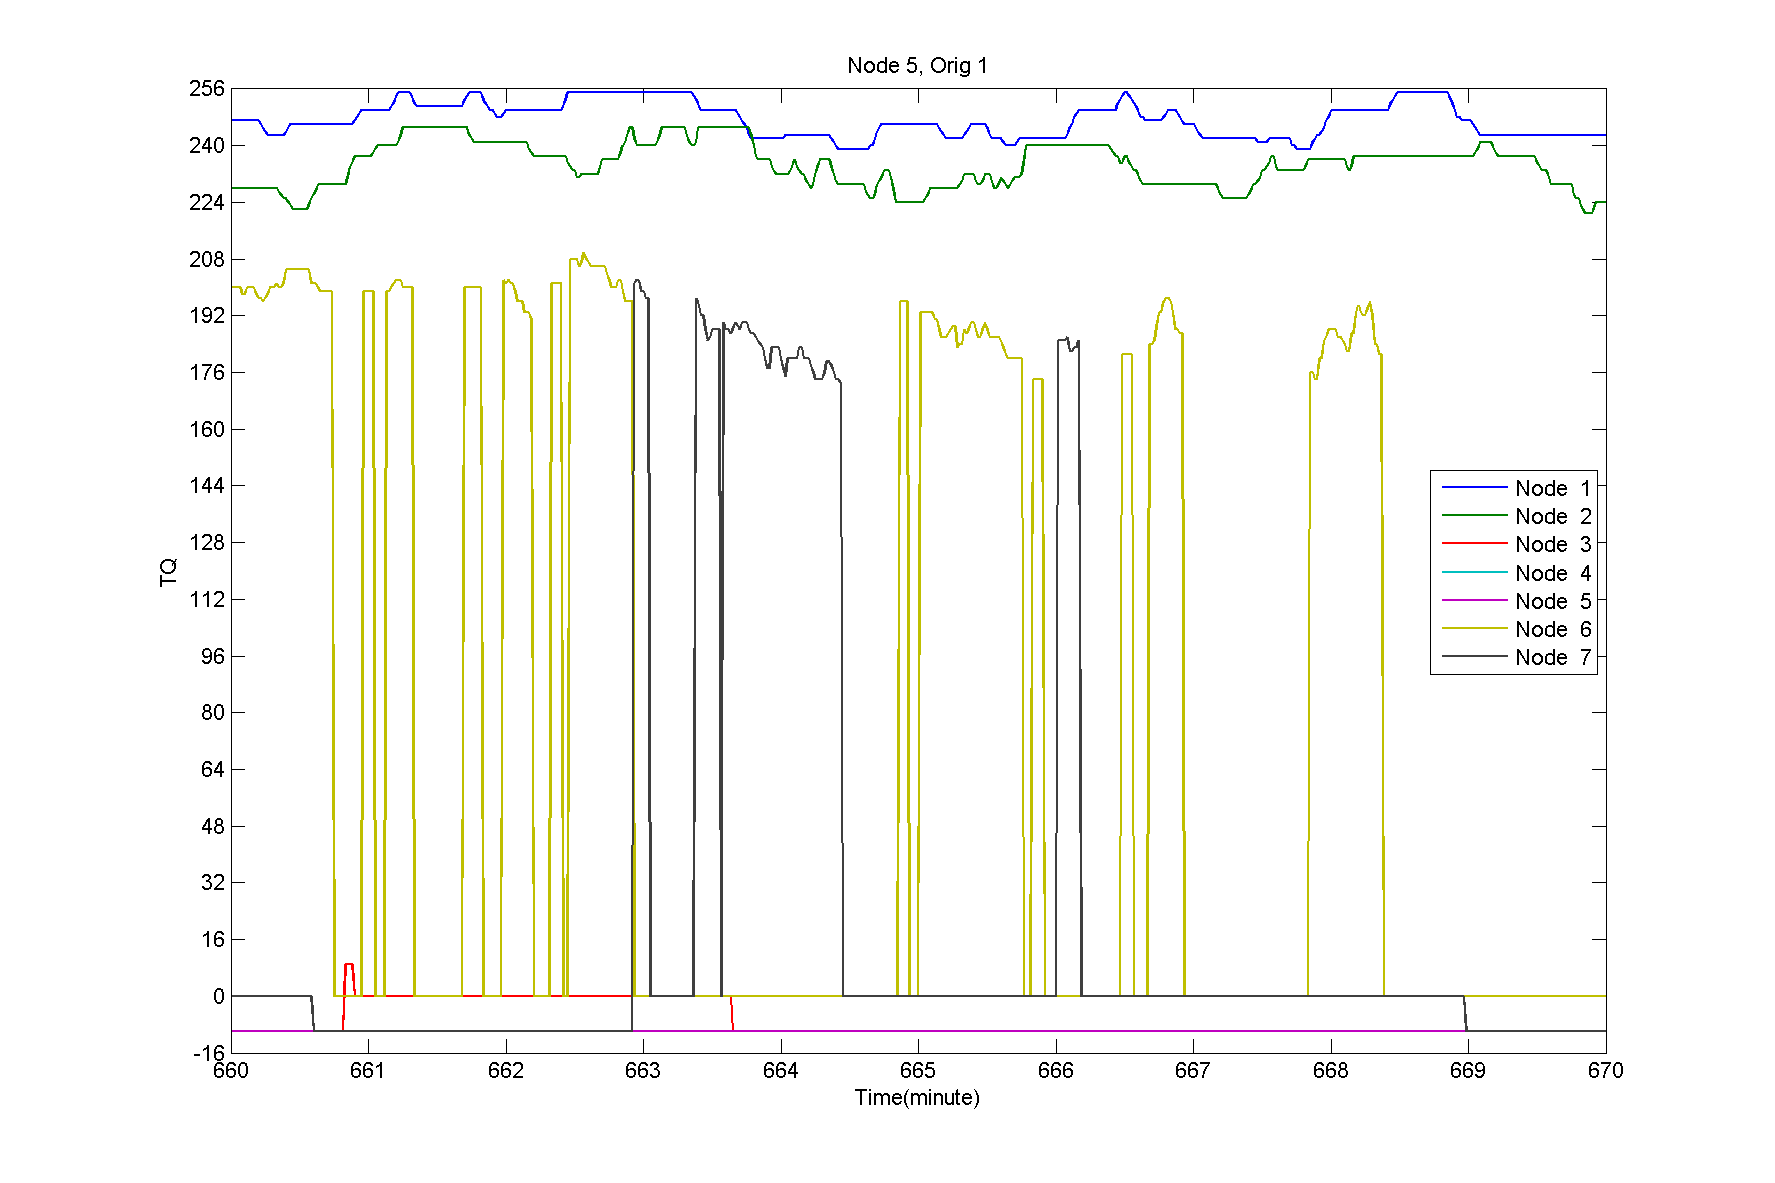 Node 5, Orig 1
256
240
224
208
192
176
160
144
128
112
96
80
64
48
32
16
0
-16
TQ
660 661 662 663 664 665 666 667 668 669 670
Time(minute)
Node 1
Node 2
Node 3
Node 4
Node 5
Node 6
Node 7